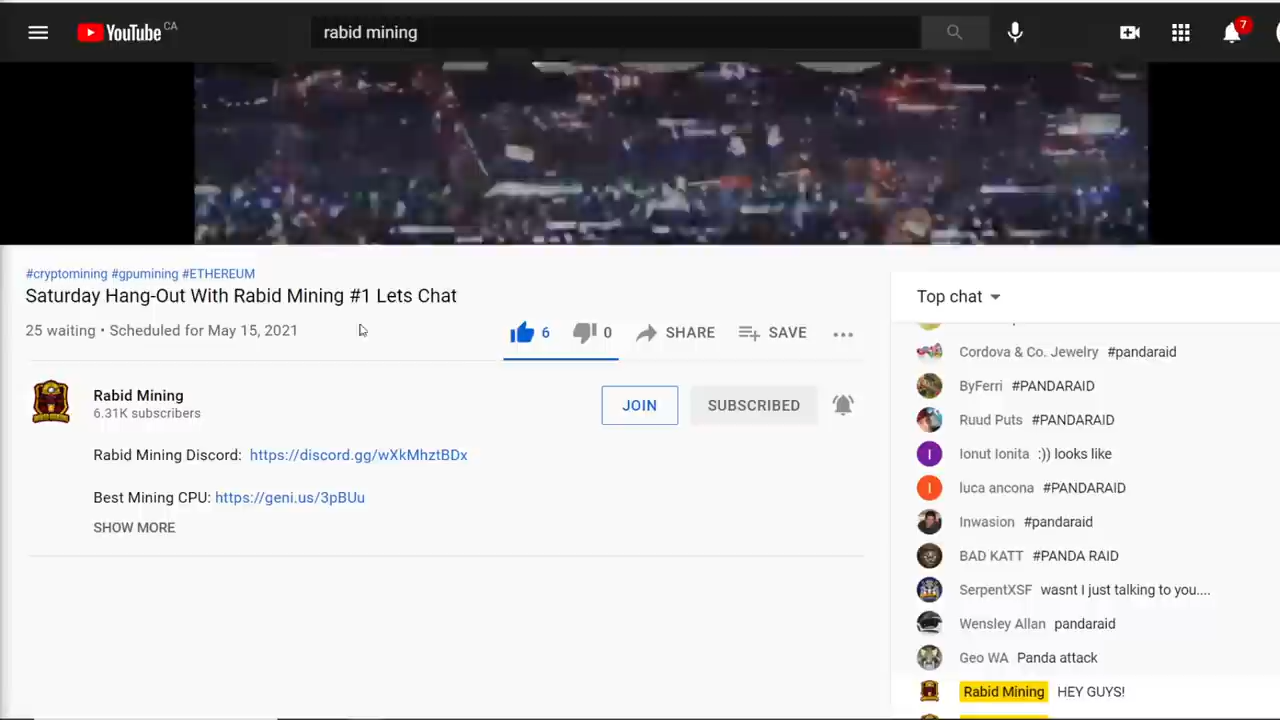 YouTube CA
rabid mining
7
#cryptomining #gpumining #ETHEREUM
Saturday Hang-Out With Rabid Mining #1 Lets Chat
25 waiting • Scheduled for May 15, 2021
6
0
SHARE
SAVE
Rabid Mining
6.31K subscribers
JOIN
SUBSCRIBED
Rabid Mining Discord: https://discord.gg/wXkMhztBDx
Best Mining CPU: https://geni.us/3pBUu
SHOW MORE
Top chat
Cordova & Co. Jewelry #pandaraid
ByFerri #PANDARAID
Ruud Puts #PANDARAID
I Ionut Ionita :)) looks like
l luca ancona #PANDARAID
Inwasion #pandaraid
BAD KATT #PANDA RAID
SerpentXSF wasnt I just talking to you....
Wensley Allan pandaraid
Geo WA Panda attack
Rabid Mining HEY GUYS!